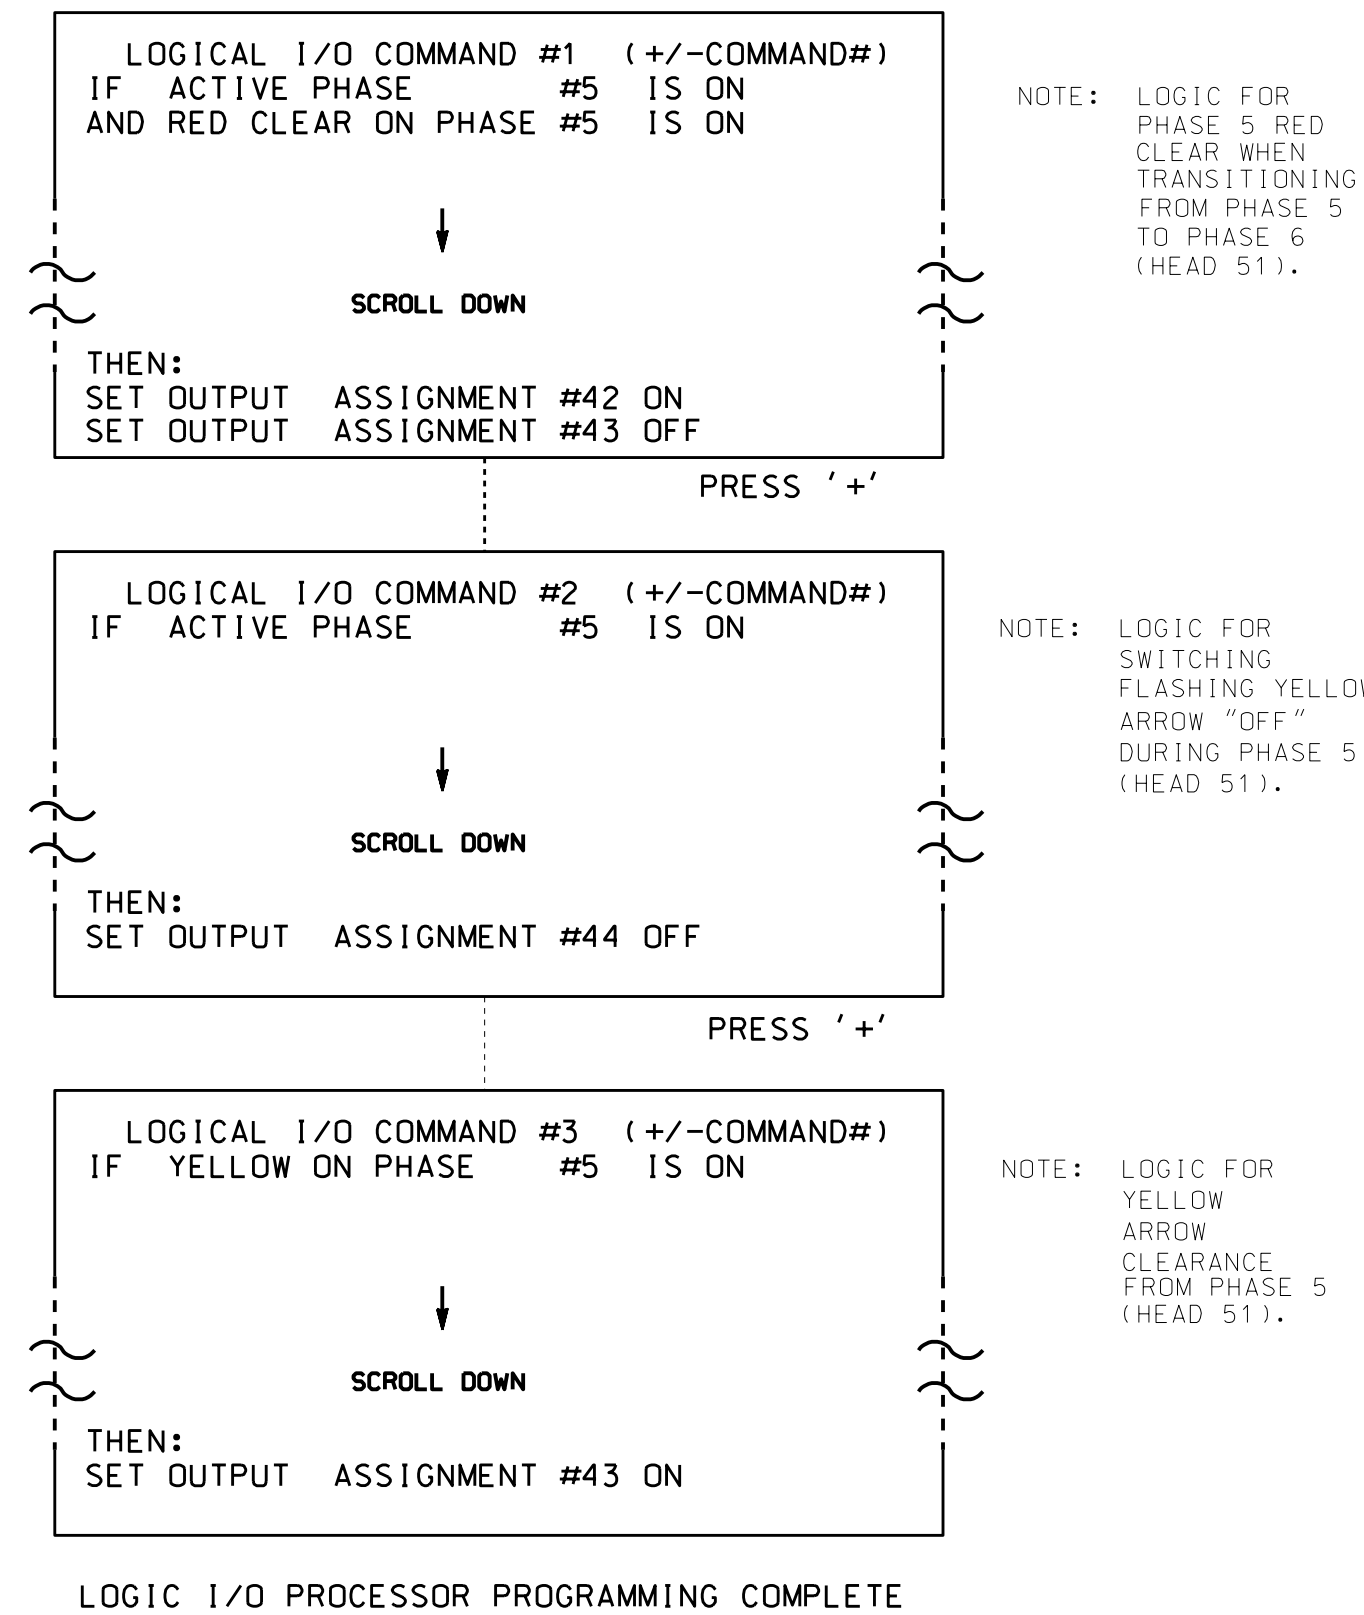 LOGICAL I/O COMMAND #1 (+/-COMMAND#)
IF ACTIVE PHASE #5 IS ON
AND RED CLEAR ON PHASE #5 IS ON
SCROLL DOWN
THEN:
SET OUTPUT ASSIGNMENT #42 ON
SET OUTPUT ASSIGNMENT #43 OFF
NOTE: LOGIC FOR
PHASE 5 RED
CLEAR WHEN
TRANSITIONING
FROM PHASE 5
TO PHASE 6
(HEAD 51).
PRESS '+'
LOGICAL I/O COMMAND #2 (+/-COMMAND#)
IF ACTIVE PHASE #5 IS ON
SCROLL DOWN
THEN:
SET OUTPUT ASSIGNMENT #44 OFF
NOTE: LOGIC FOR
SWITCHING
FLASHING YELLOW
ARROW "OFF"
DURING PHASE 5
(HEAD 51).
PRESS '+'
LOGICAL I/O COMMAND #3 (+/-COMMAND#)
IF YELLOW ON PHASE #5 IS ON
SCROLL DOWN
THEN:
SET OUTPUT ASSIGNMENT #43 ON
NOTE: LOGIC FOR
YELLOW
ARROW
CLEARANCE
FROM PHASE 5
(HEAD 51).
LOGIC I/O PROCESSOR PROGRAMMING COMPLETE